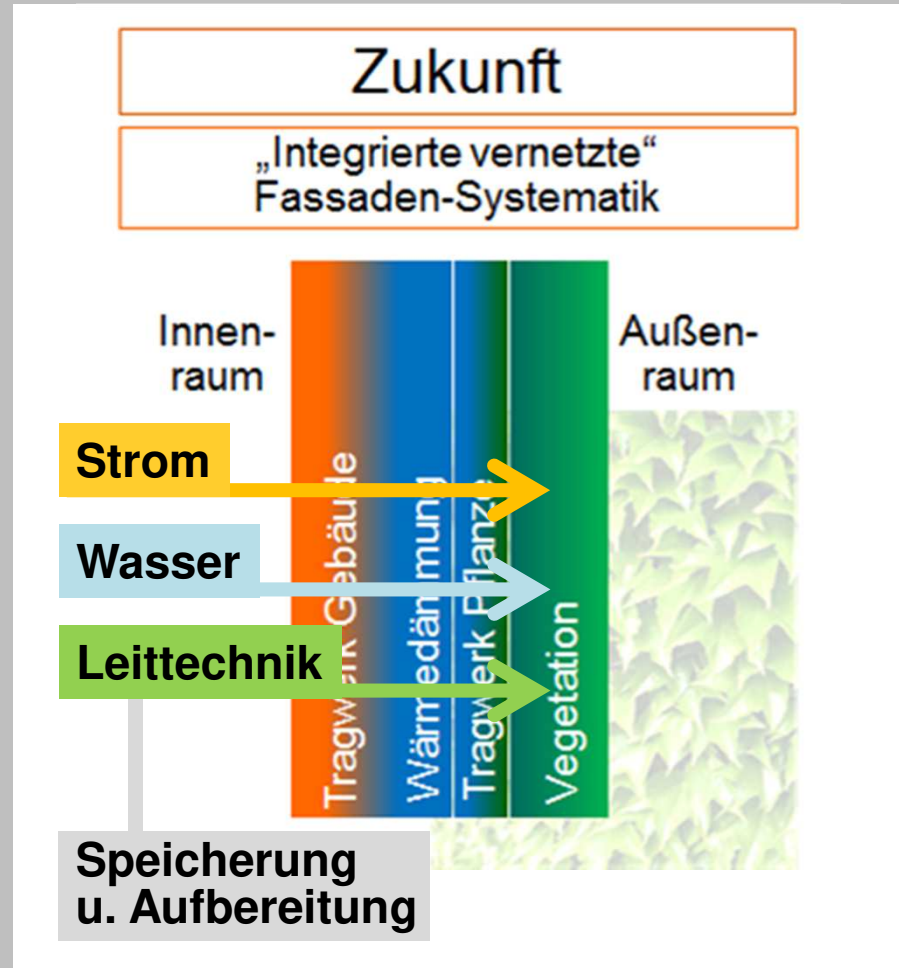 Zukunft
„Integrierte vernetzte“
Fassaden-Systematik
Innen-
raum
Außen-
raum
Strom
Wasser
Leittechnik
Tragwerk Gebäude
Wärmedämmung
Tragwerk Pflanze
Vegetation
Speicherung
u. Aufbereitung